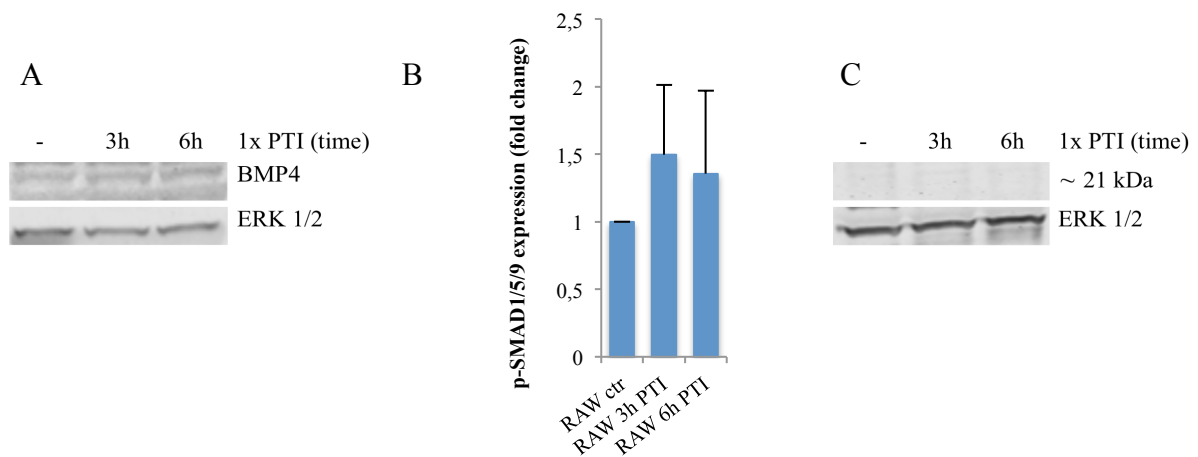 A
- 3h 6h 1x PTI (time)
BMP4
ERK 1/2
B
p-SMAD1/5/9 expression (fold change)
2,5
2
1,5
1
0,5
0
RAW ctr
RAW 3h PTI
RAW 6h PTI
C
- 3h 6h 1x PTI (time)
~ 21 kDa
ERK 1/2